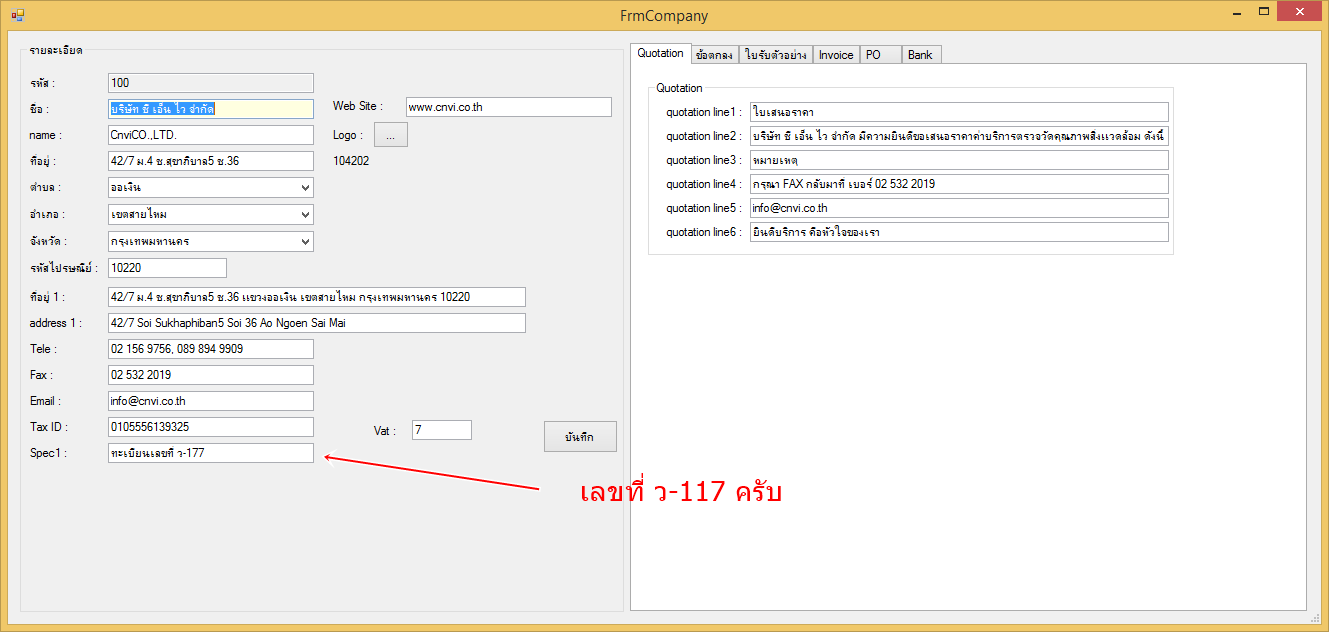 FrmCompany
รายละเอียด
รหัส : 100
ชื่อ : บริษัท ซี เอ็น ไว จำกัด
Web Site : www.cnvi.co.th
name : CnviCO.,LTD.
Logo : ...
ที่อยู่ : 42/7 ม.4 ซ.สุขาภิบาล5 ซ.36
104202
ตำบล : ออเงิน
อำเภอ : เขตสายไหม
จังหวัด : กรุงเทพมหานคร
รหัสไปรษณีย์ : 10220
ที่อยู่ 1 : 42/7 ม.4 ซ.สุขาภิบาล5 ซ.36 แขวงออเงิน เขตสายไหม กรุงเทพมหานคร 10220
address 1 : 42/7 Soi Sukhaphiban5 Soi 36 Ao Ngoen Sai Mai
Tele : 02 156 9756, 089 894 9909
Fax : 02 532 2019
Email : info@cnvi.co.th
Tax ID : 0105556139325
Vat : 7
บันทึก
Spec1 : ทะเบียนเลขที่ ว-177
เลขที่ ว-117 ครับ
Quotation ข้อตกลง ใบรับตัวอย่าง Invoice PO Bank
Quotation
quotation line1 : ใบเสนอราคา
quotation line2 : บริษัท ซี เอ็น ไว จำกัด มีความยินดีขอเสนอราคาค่าบริการตรวจวัดคุณภาพสิ่งแวดล้อม ดังนี้
quotation line3 : หมายเหตุ
quotation line4 : กรุณา FAX กลับมาที่ เบอร์ 02 532 2019
quotation line5 : info@cnvi.co.th
quotation line6 : ยินดีบริการ คือหัวใจของเรา